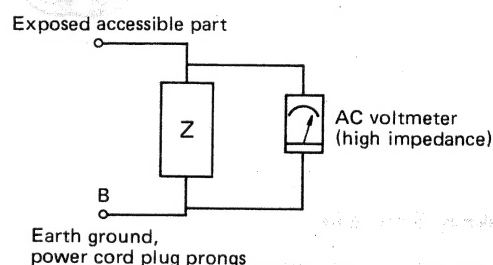 Exposed accessible part
Z
AC voltmeter
(high impedance)
B
Earth ground,
power cord plug prongs